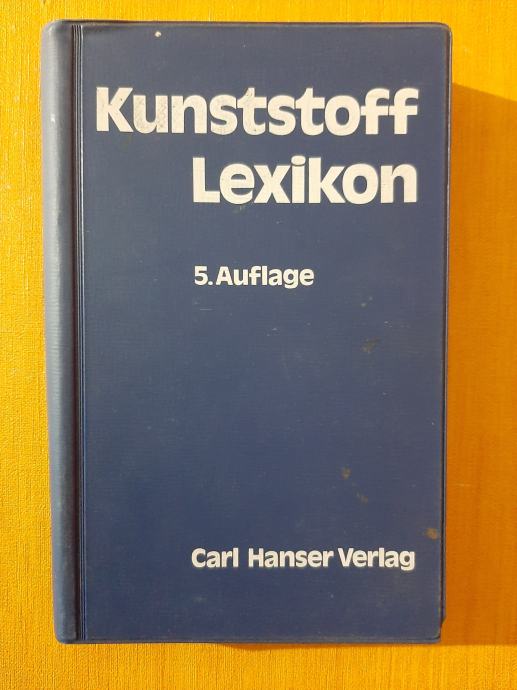 Kunststoff
Lexikon
5. Auflage
Carl Hanser Verlag